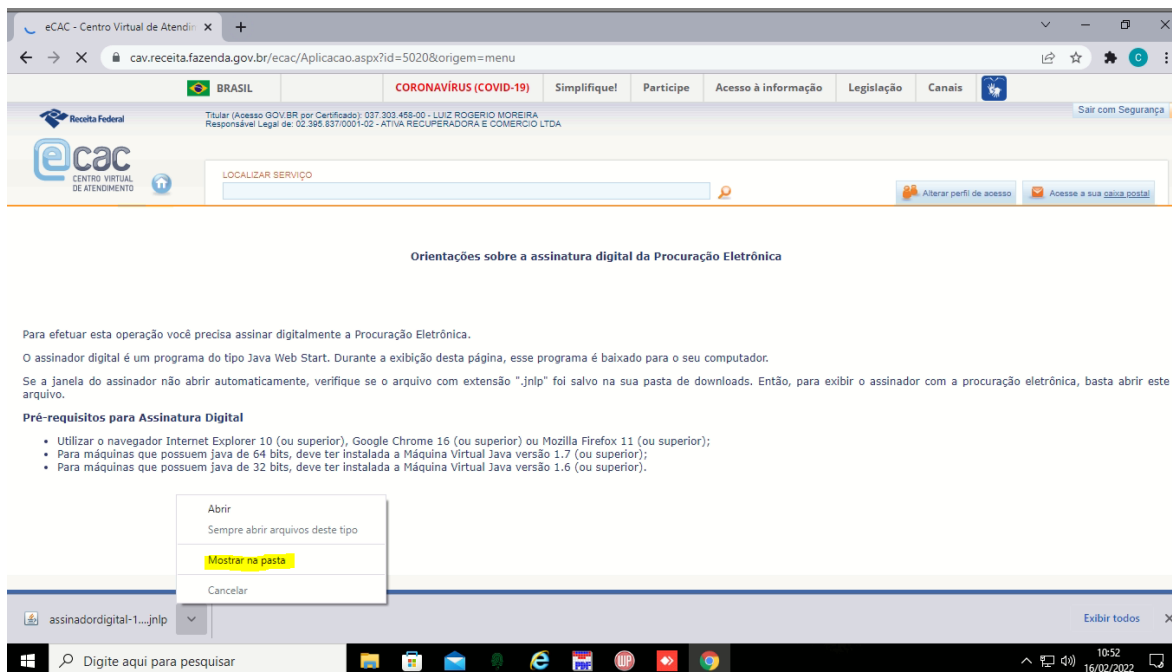 eCAC - Centro Virtual de Atendin
cav.receita.fazenda.gov.br/ecac/Aplicacao.aspx?id=5020&origem=menu
C
BRASIL
CORONAVÍRUS (COVID-19)
Simplifique!
Participe
Acesso à informação
Legislação
Canais
Receita Federal
Titular (Acesso GOV.BR por Certificado): 037.303.458-00 - LUIZ ROGERIO MOREIRA
Responsável Legal de: 02.395.837/0001-02 - ATIVA RECUPERADORA E COMERCIO LTDA
Sair com Segurança
ecac
CENTRO VIRTUAL
DE ATENDIMENTO
LOCALIZAR SERVIÇO
Alterar perfil de acesso
Acesse a sua caixa postal
Orientações sobre a assinatura digital da Procuração Eletrônica
Para efetuar esta operação você precisa assinar digitalmente a Procuração Eletrônica.
O assinador digital é um programa do tipo Java Web Start. Durante a exibição desta página, esse programa é baixado para o seu computador.
Se a janela do assinador não abrir automaticamente, verifique se o arquivo com extensão ".jnlp" foi salvo na sua pasta de downloads. Então, para exibir o assinador com a procuração eletrônica, basta abrir este
arquivo.
Pré-requisitos para Assinatura Digital
• Utilizar o navegador Internet Explorer 10 (ou superior), Google Chrome 16 (ou superior) ou Mozilla Firefox 11 (ou superior);
• Para máquinas que possuem java de 64 bits, deve ter instalada a Máquina Virtual Java versão 1.7 (ou superior);
• Para máquinas que possuem java de 32 bits, deve ter instalada a Máquina Virtual Java versão 1.6 (ou superior).
Abrir
Sempre abrir arquivos deste tipo
Mostrar na pasta
Cancelar
assinadordigital-1....jnlp
Exibir todos
Digite aqui para pesquisar
PDF
WP
10:52
16/02/2022